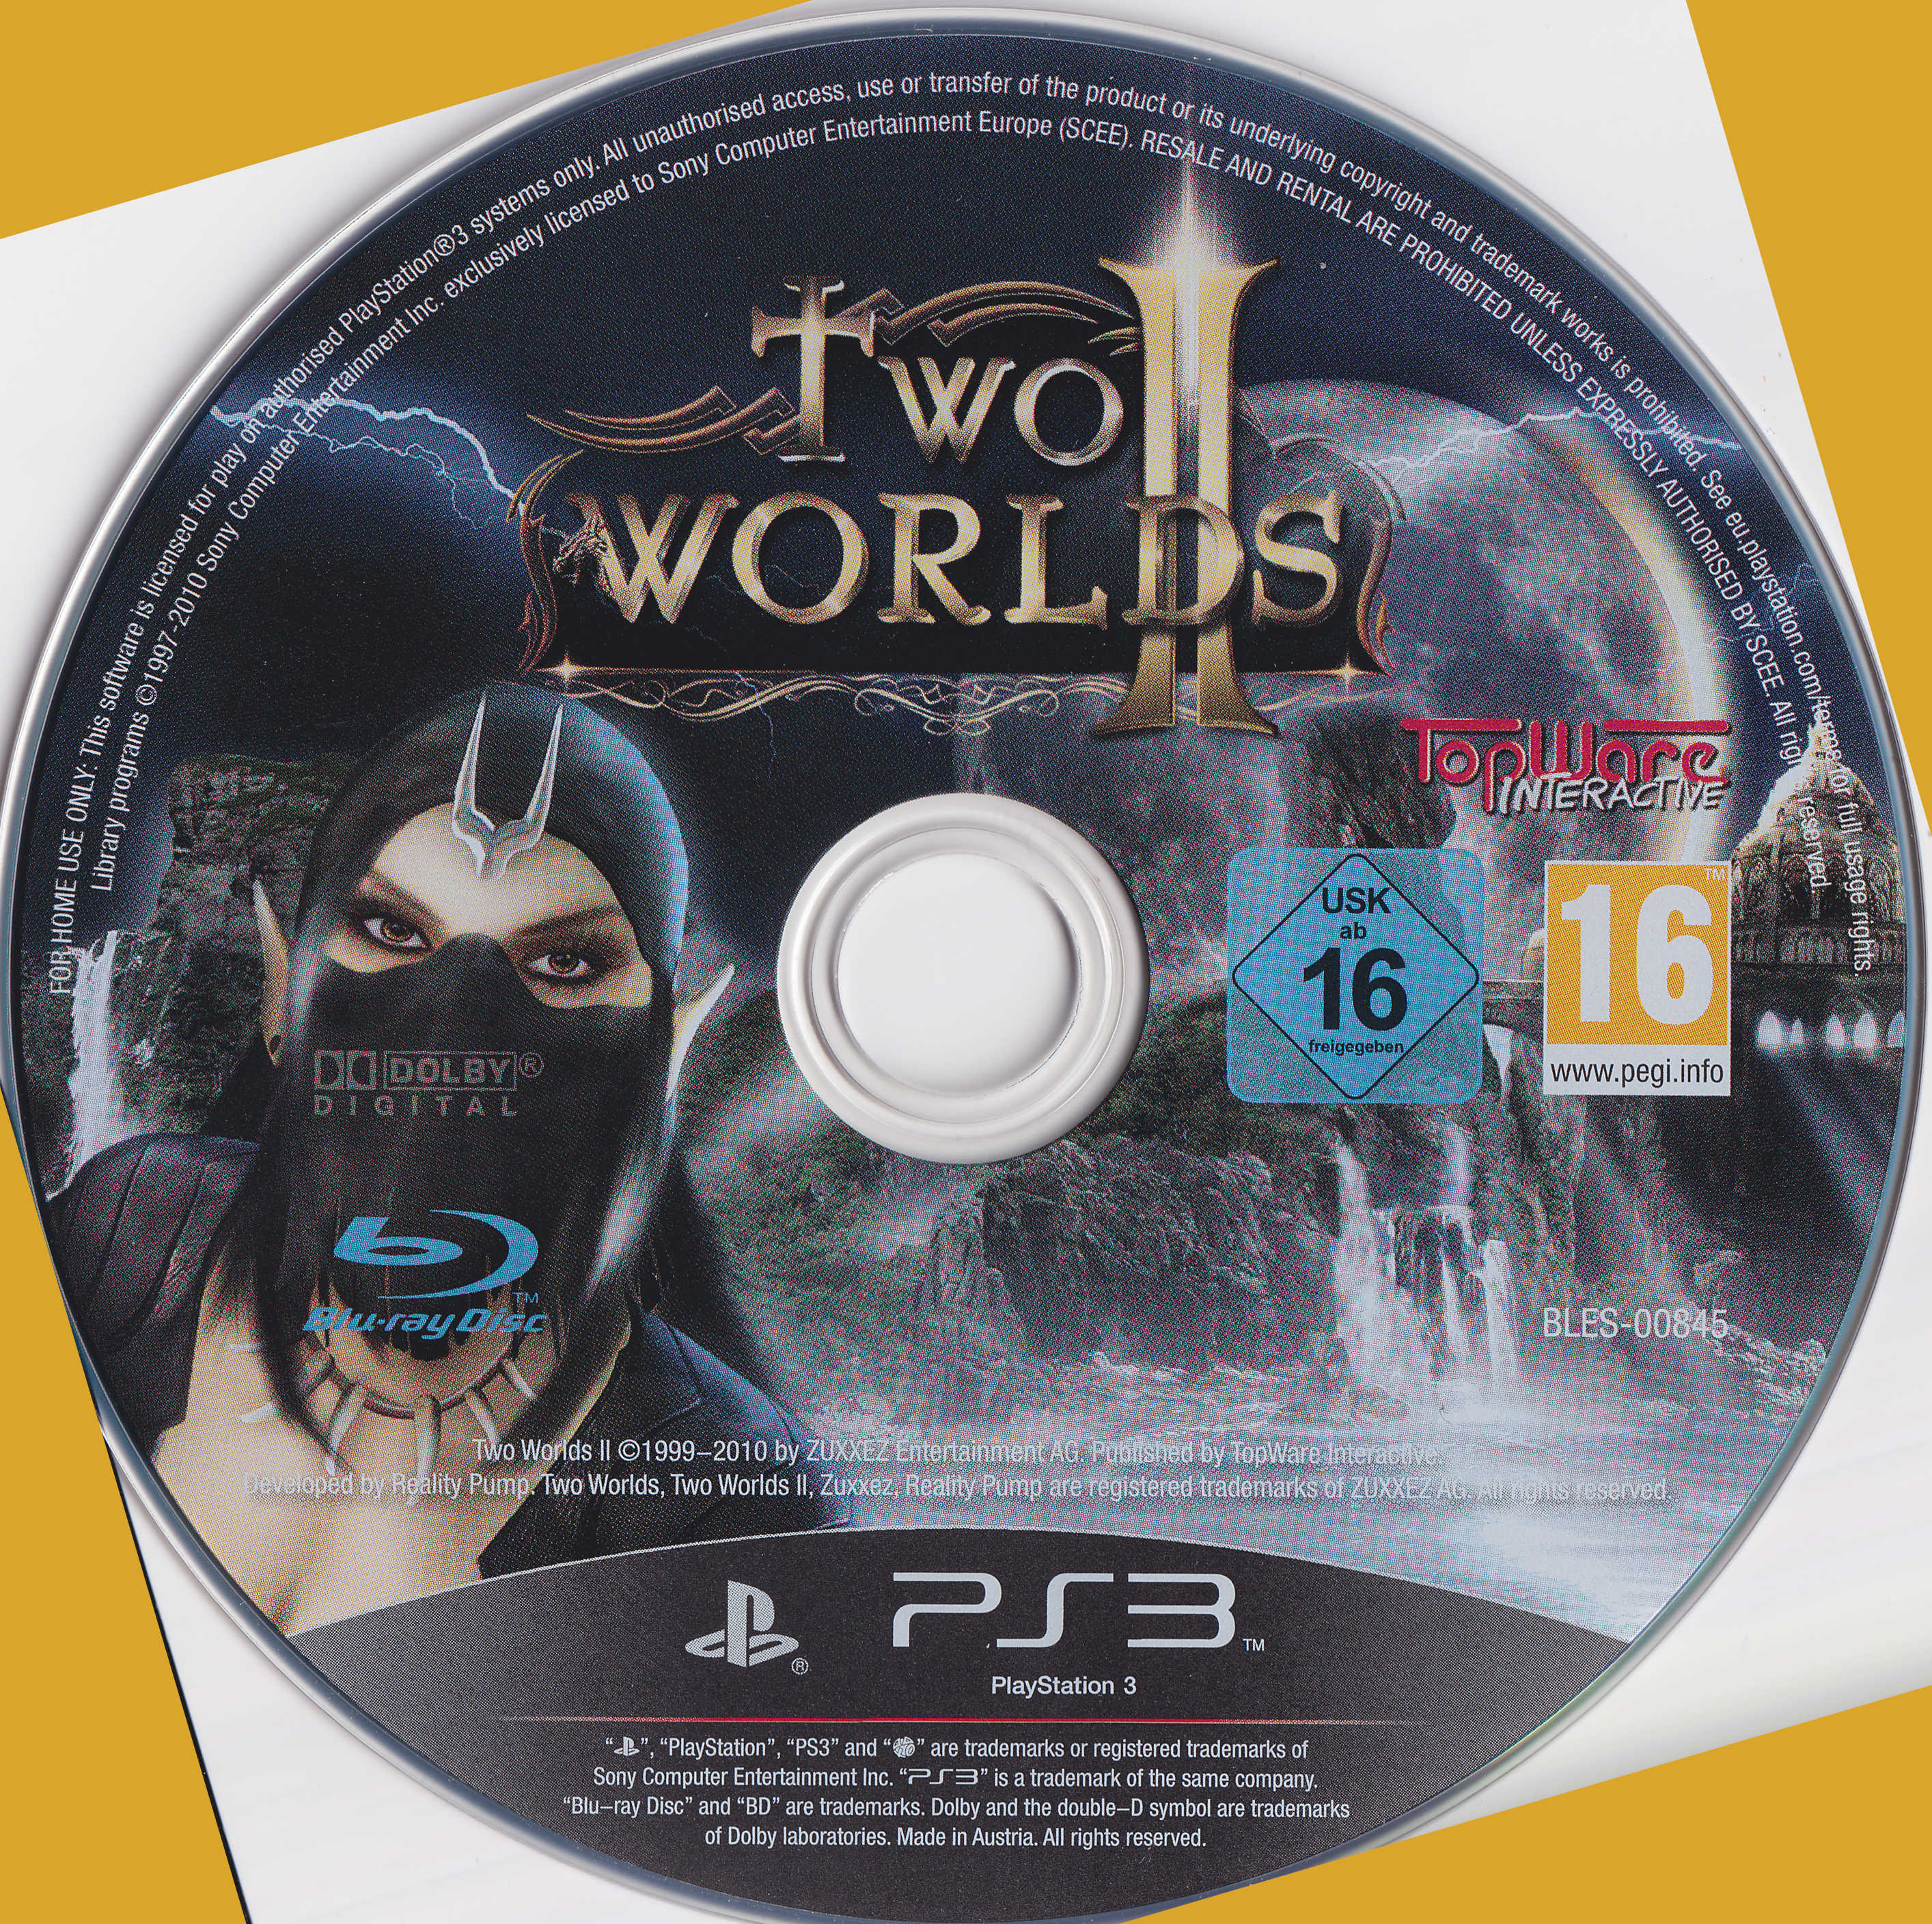 FOR HOME USE ONLY: This software is licensed for play on authorised PlayStation®3 systems only. All unauthorised access, use or transfer of the product or its underlying copyright and trademark works is prohibited. See eu.playstation.com/terms for full usage rights
Library programs ©1997-2010 Sony Computer Entertainment Inc. exclusively licensed to Sony Computer Entertainment Europe (SCEE). RESALE AND RENTAL ARE PROHIBITED UNLESS EXPRESSLY AUTHORISED BY SCEE. All rights reserved.
TWO II
WORLDS
TopWare
INTERACTIVE
USK
ab
16
freigegeben
16™
www.pegi.info
DOLBY®
DIGITAL
Blu-ray Disc™
BLES-00845
Two Worlds II ©1999–2010 by ZUXXEZ Entertainment AG. Published by TopWare Interactive.
Developed by Reality Pump. Two Worlds, Two Worlds II, Zuxxez, Reality Pump are registered trademarks of ZUXXEZ AG. All rights reserved.
® PS3™
PlayStation 3
“ ”, “PlayStation”, “PS3” and “ ” are trademarks or registered trademarks of
Sony Computer Entertainment Inc. “PS3” is a trademark of the same company.
“Blu–ray Disc” and “BD” are trademarks. Dolby and the double–D symbol are trademarks
of Dolby laboratories. Made in Austria. All rights reserved.